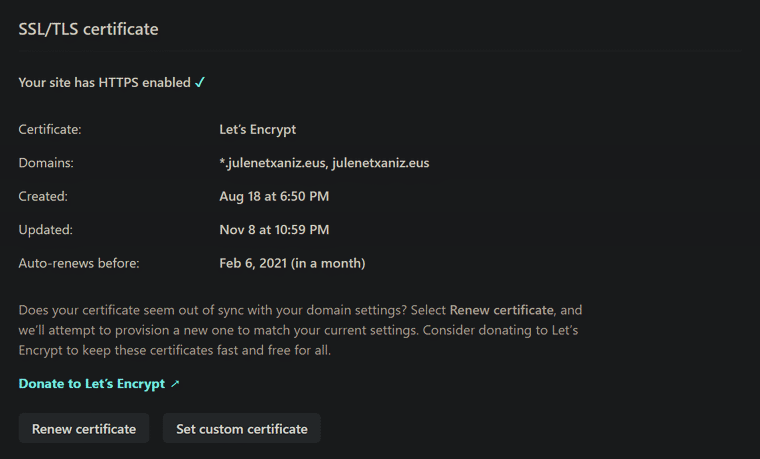 SSL/TLS certificate
Your site has HTTPS enabled ✓
Certificate: Let’s Encrypt
Domains: *.julenetxaniz.eus, julenetxaniz.eus
Created: Aug 18 at 6:50 PM
Updated: Nov 8 at 10:59 PM
Auto-renews before: Feb 6, 2021 (in a month)
Does your certificate seem out of sync with your domain settings? Select Renew certificate, and
we’ll attempt to provision a new one to match your current settings. Consider donating to Let’s
Encrypt to keep these certificates fast and free for all.
Donate to Let’s Encrypt ↗
Renew certificate Set custom certificate